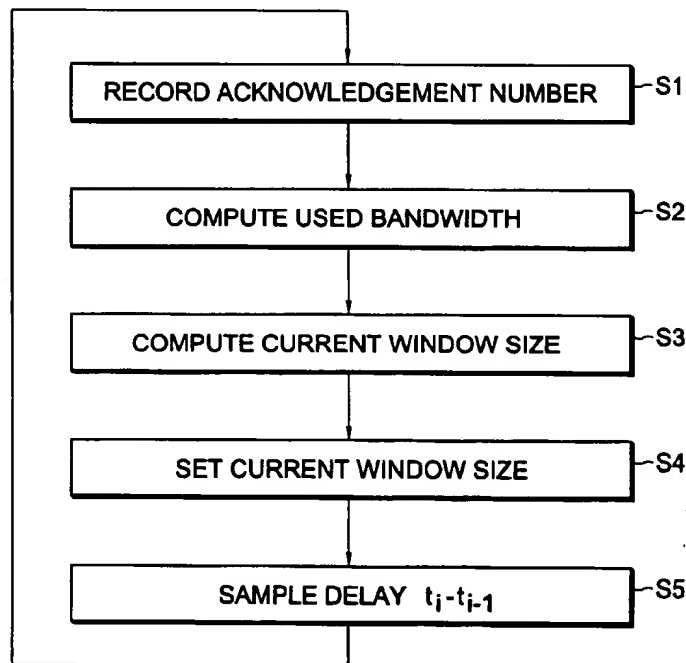 RECORD ACKNOWLEDGEMENT NUMBER S1
COMPUTE USED BANDWIDTH S2
COMPUTE CURRENT WINDOW SIZE S3
SET CURRENT WINDOW SIZE S4
SAMPLE DELAY tᵢ-tᵢ₋₁ S5